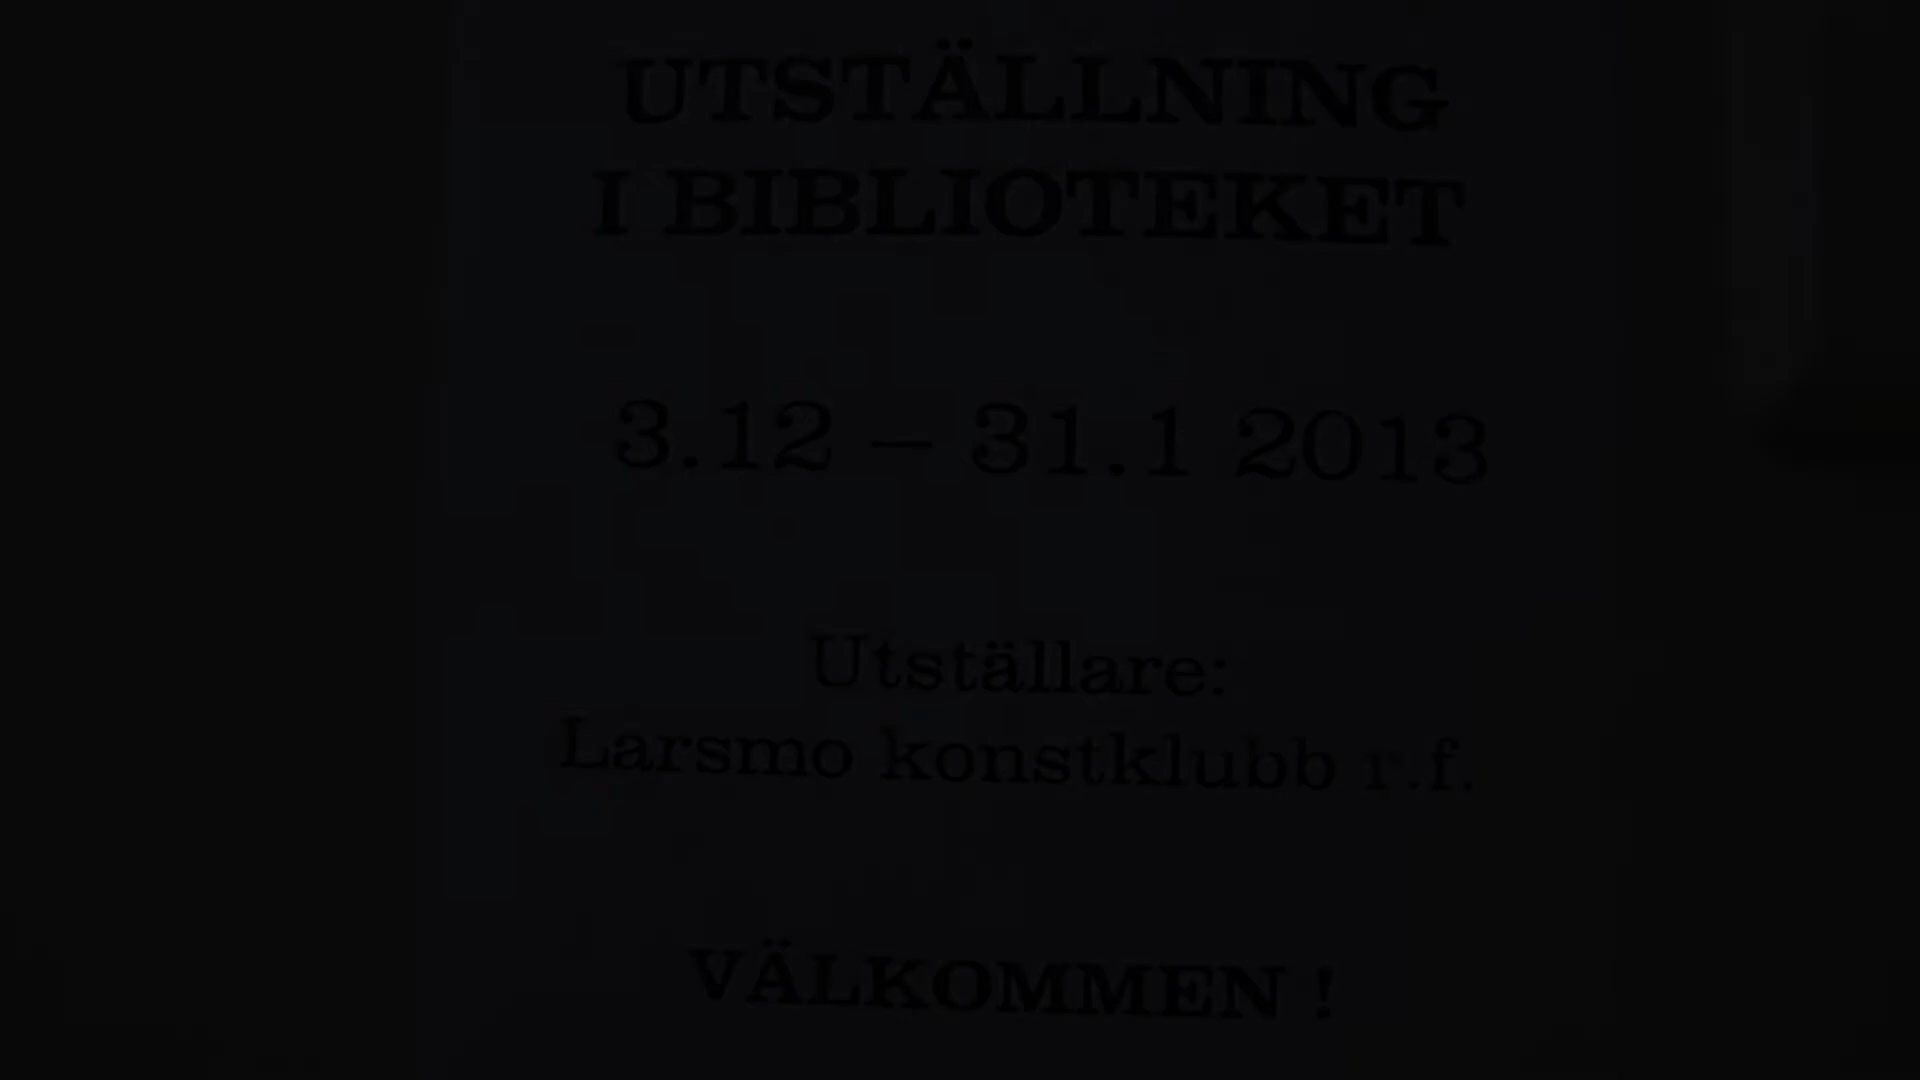 UTSTÄLLNING
I BIBLIOTEKET
3.12 – 31.1 2013
Utställare:
Larsmo konstklubb r.f.
VÄLKOMMEN !